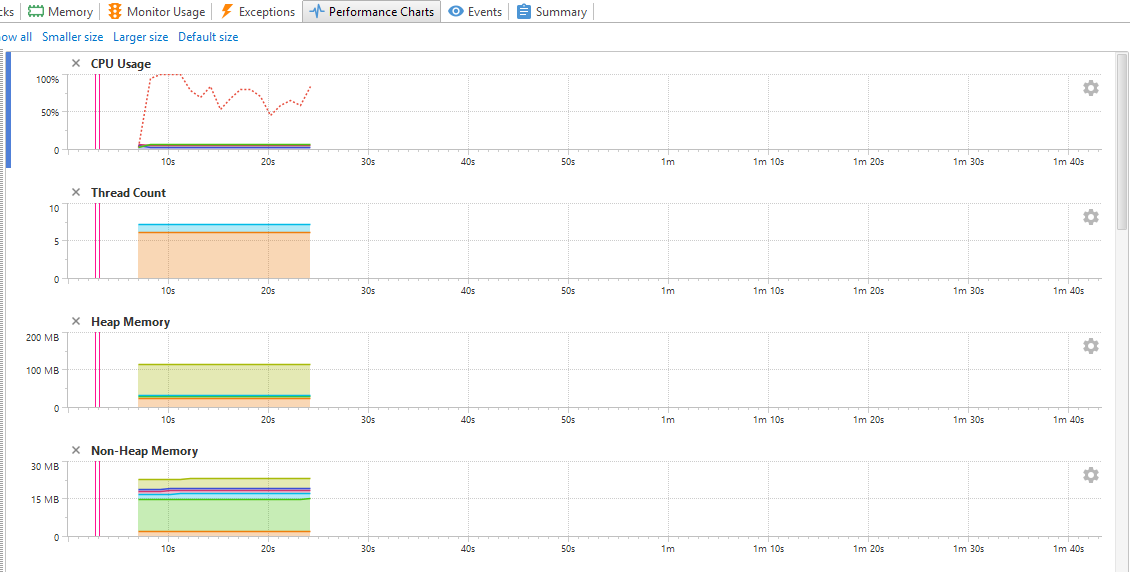 cks Memory Monitor Usage Exceptions Performance Charts Events Summary
ow all Smaller size Larger size Default size
CPU Usage
100%
50%
0
10s 20s 30s 40s 50s 1m 1m 10s 1m 20s 1m 30s 1m 40s
Thread Count
10
5
0
10s 20s 30s 40s 50s 1m 1m 10s 1m 20s 1m 30s 1m 40s
Heap Memory
200 MB
100 MB
0
10s 20s 30s 40s 50s 1m 1m 10s 1m 20s 1m 30s 1m 40s
Non-Heap Memory
30 MB
15 MB
0
10s 20s 30s 40s 50s 1m 1m 10s 1m 20s 1m 30s 1m 40s